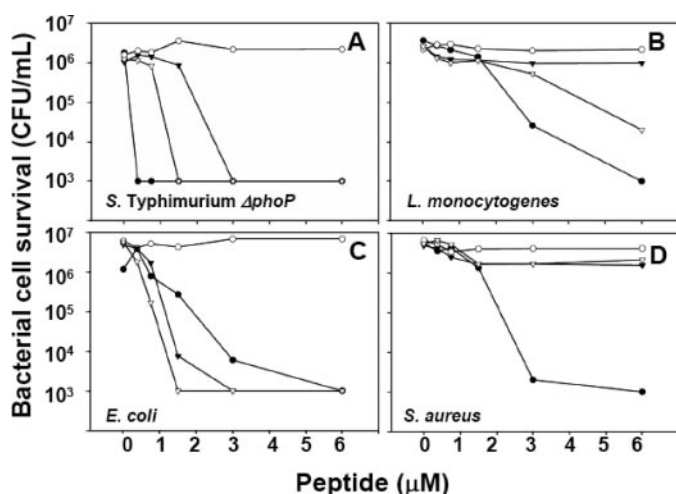 Bacterial cell survival (CFU/mL)
10⁷
10⁶
10⁵
10⁴
10³
A
S. Typhimurium ΔphoP
B
L. monocytogenes
10⁷
10⁶
10⁵
10⁴
10³
C
E. coli
D
S. aureus
0 1 2 3 4 5 6 0 1 2 3 4 5 6
Peptide (μM)